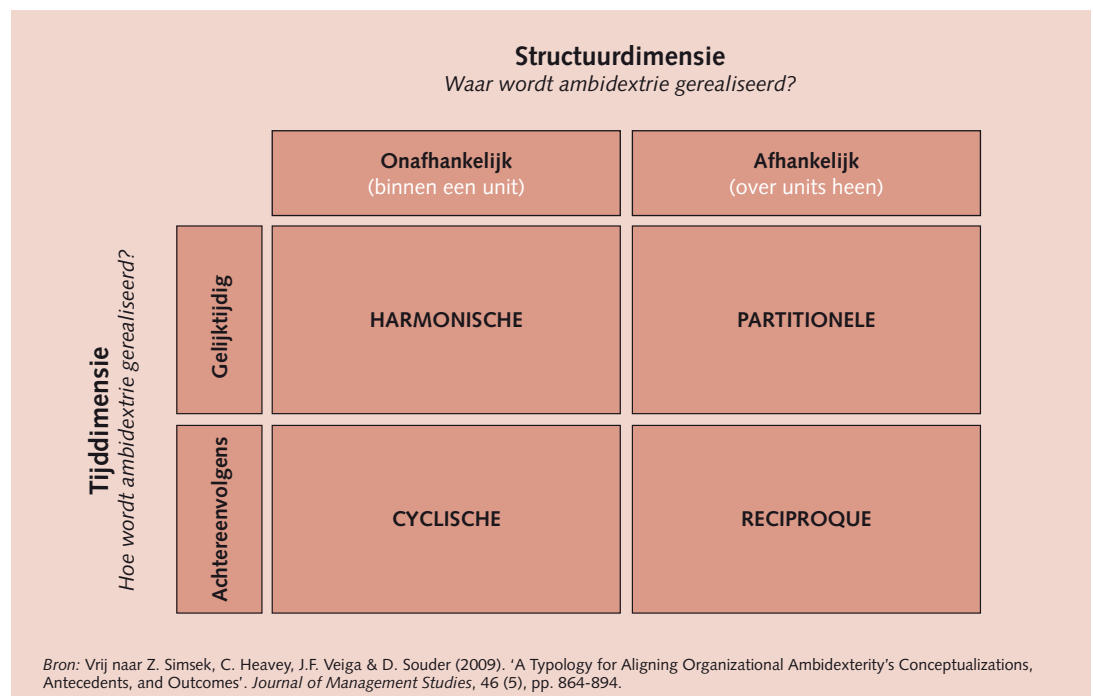 Structuurdimensie
Waar wordt ambidextrie gerealiseerd?
Onafhankelijk
(binnen een unit)
Afhankelijk
(over units heen)
Tijddimensie
Hoe wordt ambidextrie gerealiseerd?
Gelijktijdig
HARMONISCHE
PARTITIONELE
Achtereenvolgens
CYCLISCHE
RECIPROQUE
Bron: Vrij naar Z. Simsek, C. Heavey, J.F. Veiga & D. Souder (2009). ‘A Typology for Aligning Organizational Ambidexterity’s Conceptualizations,
Antecedents, and Outcomes’. Journal of Management Studies, 46 (5), pp. 864-894.